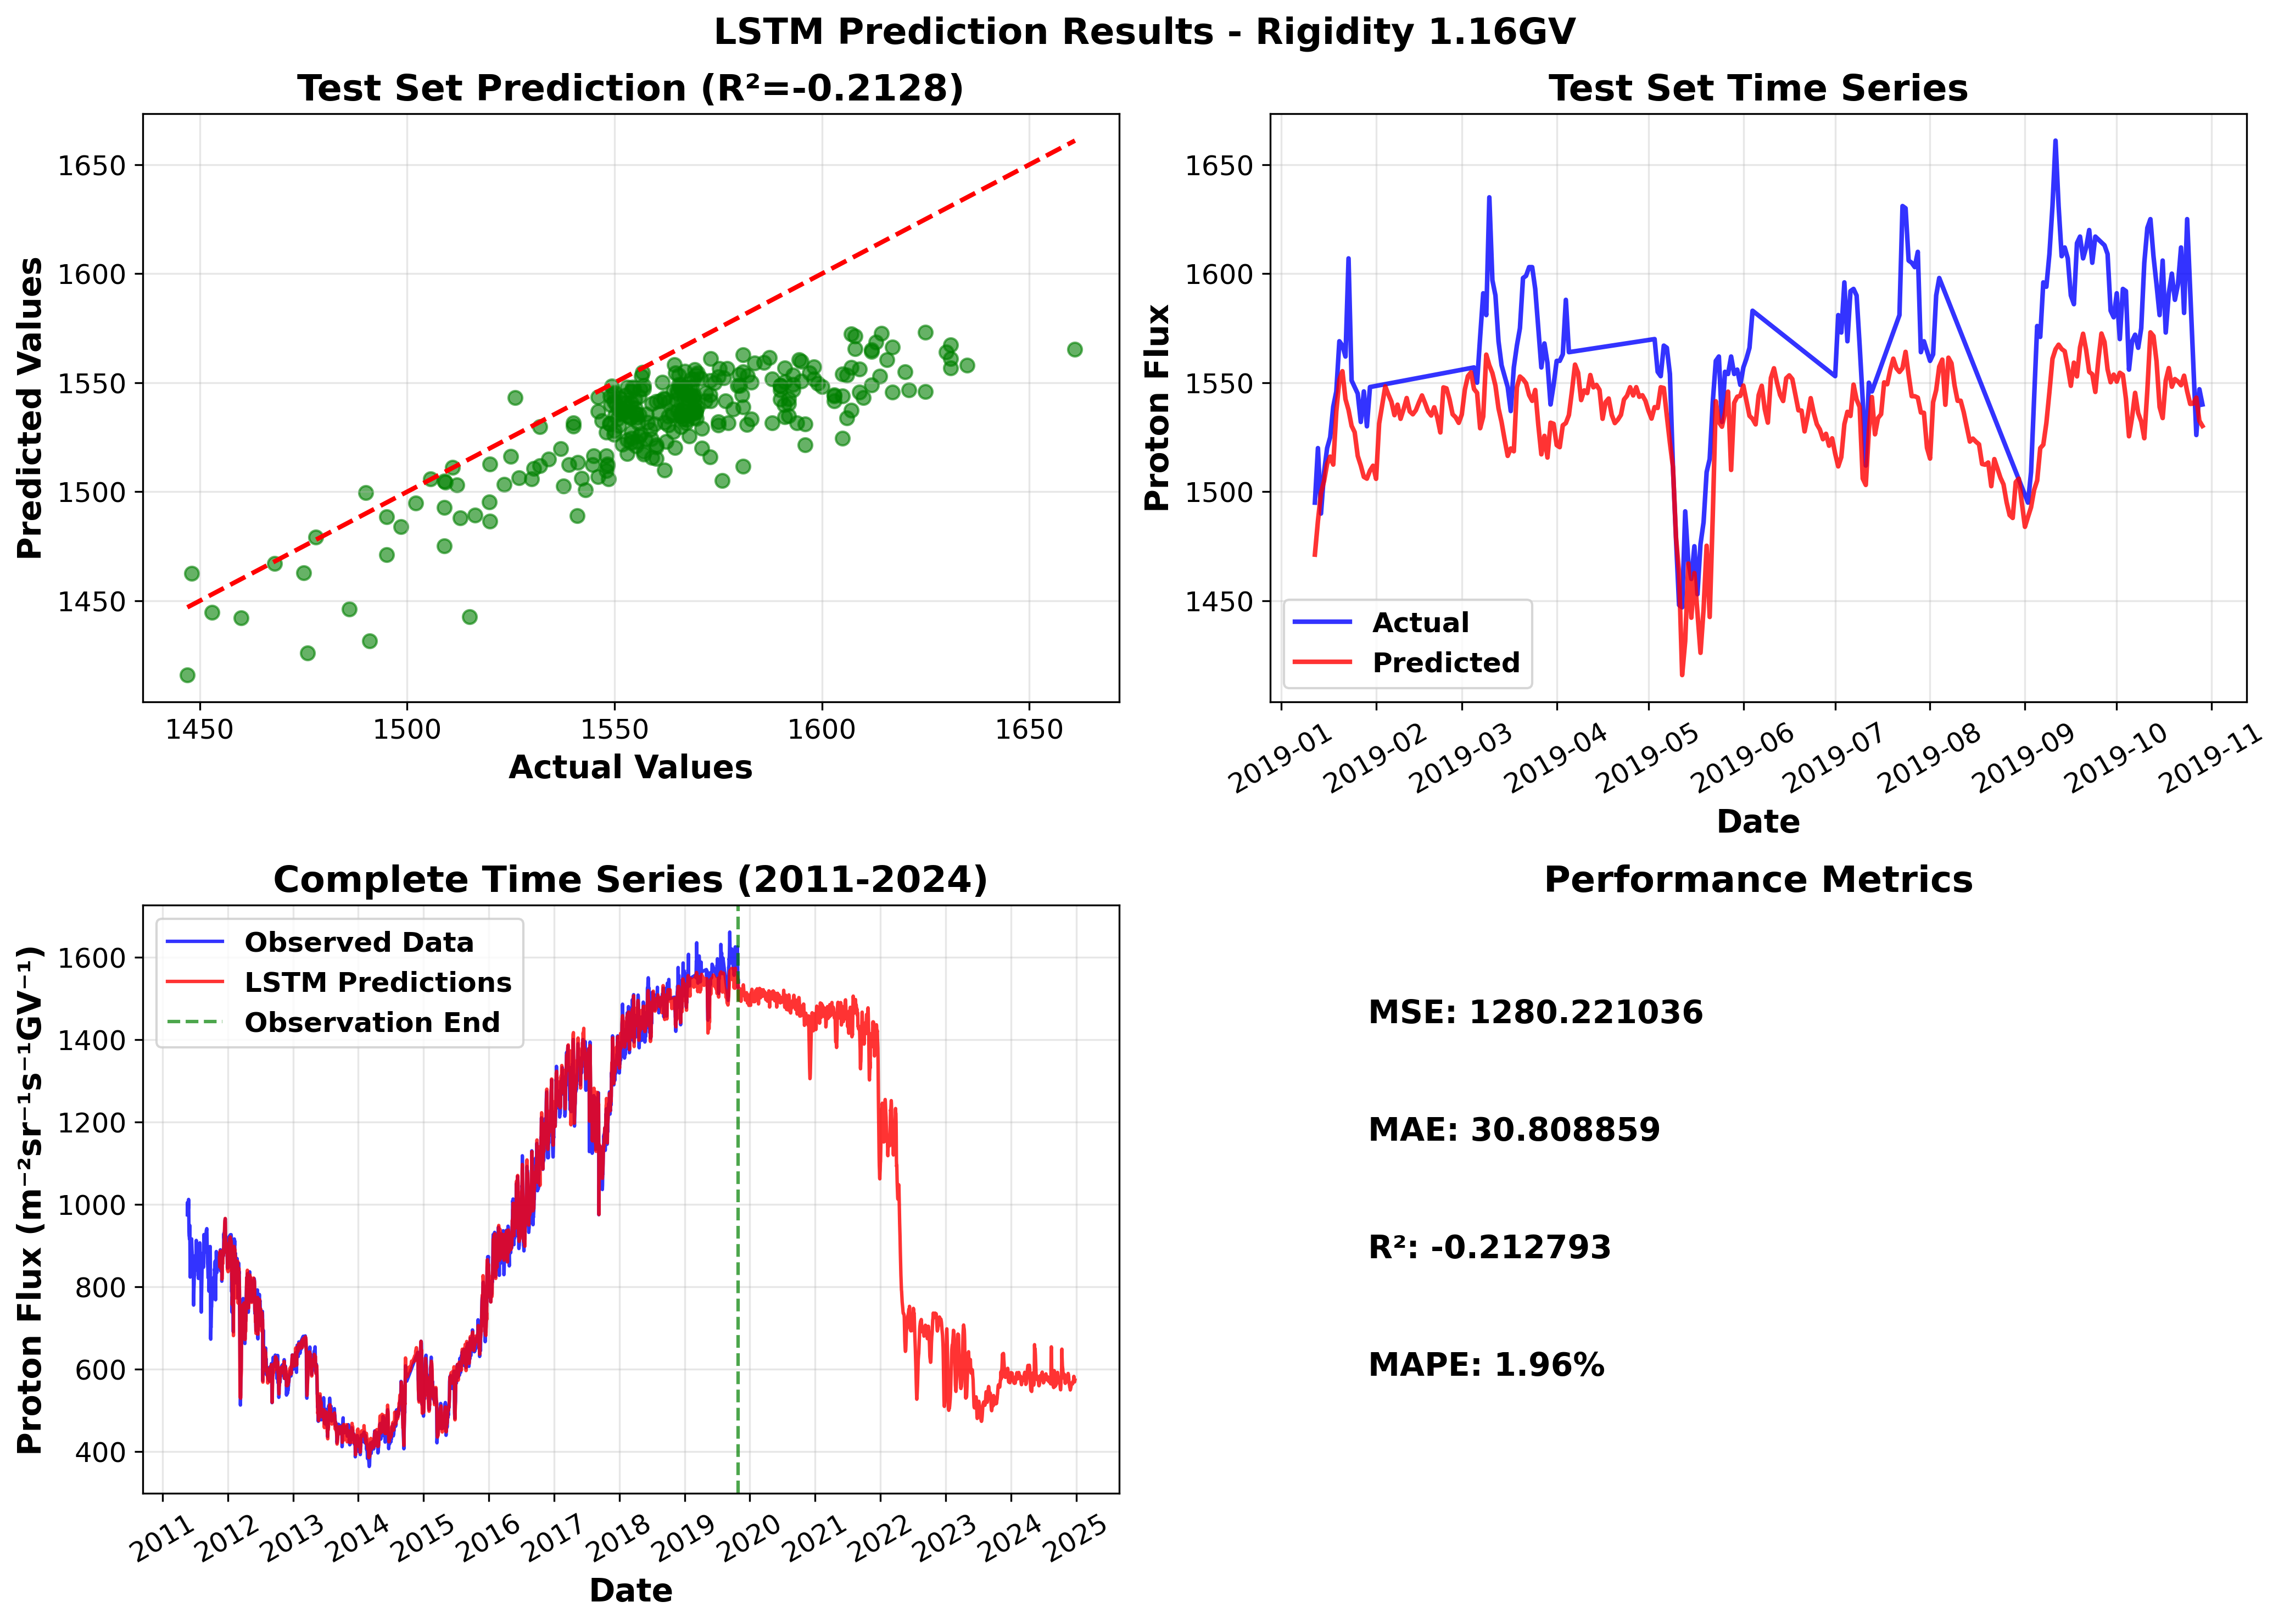 LSTM Prediction Results - Rigidity 1.16GV
Test Set Prediction (R²=-0.2128)
Predicted Values
1650
1600
1550
1500
1450
1450 1500 1550 1600 1650
Actual Values
Test Set Time Series
Proton Flux
1650
1600
1550
1500
1450
Actual
Predicted
2019-01 2019-02 2019-03 2019-04 2019-05 2019-06 2019-07 2019-08 2019-09 2019-10 2019-11
Date
Complete Time Series (2011-2024)
Proton Flux (m⁻²sr⁻¹s⁻¹GV⁻¹)
1600
1400
1200
1000
800
600
400
Observed Data
LSTM Predictions
Observation End
2011 2012 2013 2014 2015 2016 2017 2018 2019 2020 2021 2022 2023 2024 2025
Date
Performance Metrics
MSE: 1280.221036
MAE: 30.808859
R²: -0.212793
MAPE: 1.96%